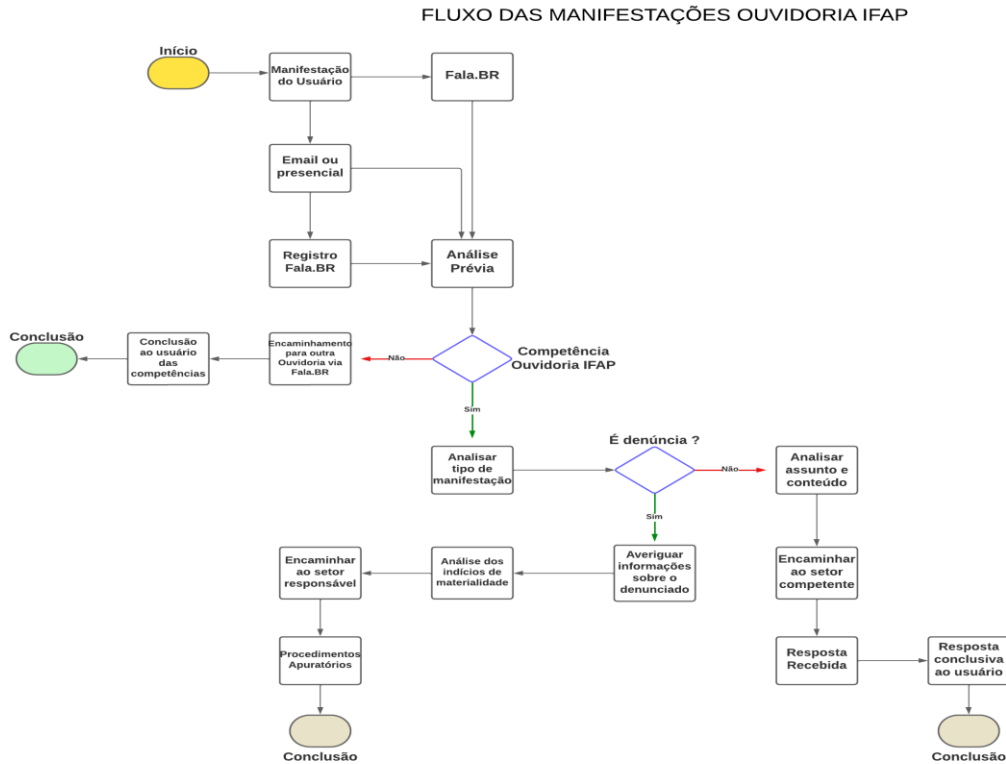 FLUXO DAS MANIFESTAÇÕES OUVIDORIA IFAP
Início
Manifestação
do Usuário
Fala.BR
Email ou
presencial
Registro
Fala.BR
Análise
Prévia
Conclusão
Conclusão
ao usuário
das
competências
Encaminhamento
para outra
Ouvidoria via
Fala.BR
Não
Competência
Ouvidoria IFAP
Sim
Analisar
tipo de
manifestação
É denúncia ?
Não
Analisar
assunto e
conteúdo
Sim
Encaminhar
ao setor
responsável
Análise dos
indícios de
materialidade
Averiguar
informações
sobre o
denunciado
Encaminhar
ao setor
competente
Procedimentos
Apuratórios
Resposta
Recebida
Resposta
conclusiva
ao usuário
Conclusão
Conclusão